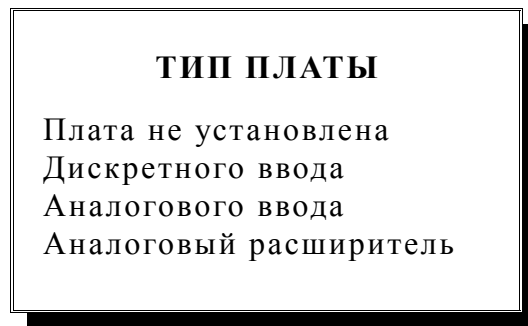 ТИП ПЛАТЫ
Плата не установлена
Дискретного ввода
Аналогового ввода
Аналоговый расширитель